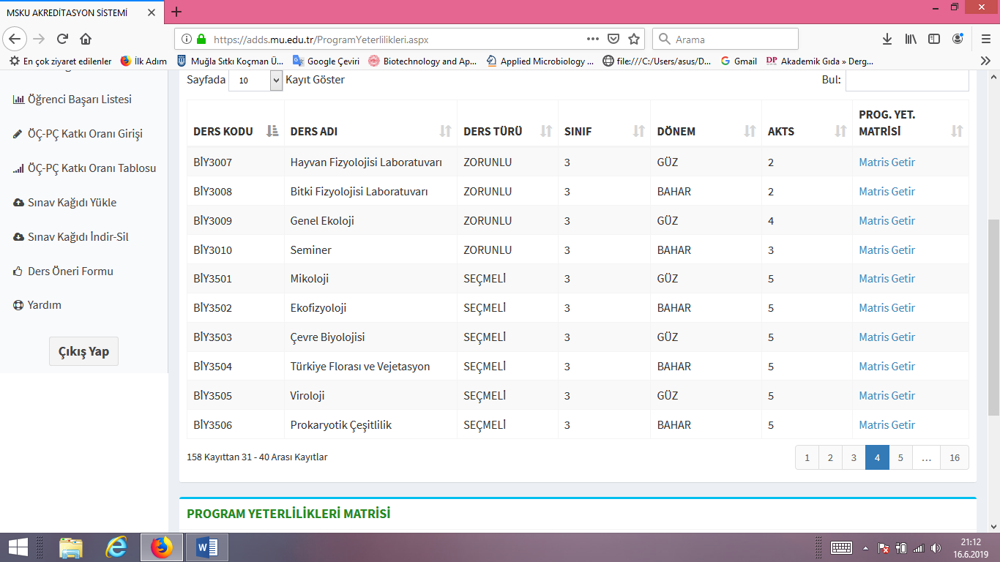 MSKU AKREDİTASYON SİSTEMİ
https://adds.mu.edu.tr/ProgramYeterlilikleri.aspx
Arama
En çok ziyaret edilenler İlk Adım Muğla Sıtkı Koçman Ü... Google Çeviri Biotechnology and Ap... Applied Microbiology ... file:///C:/Users/asus/D... Gmail DP Akademik Gıda » Derg...
Öğrenci Başarı Listesi
ÖÇ-PÇ Katkı Oranı Girişi
ÖÇ-PÇ Katkı Oranı Tablosu
Sınav Kağıdı Yükle
Sınav Kağıdı İndir-Sil
Ders Öneri Formu
Yardım
Çıkış Yap
Sayfada 10 Kayıt Göster Bul:
DERS KODU DERS ADI DERS TÜRÜ SINIF DÖNEM AKTS PROG. YET. MATRİSİ
BİY3007 Hayvan Fizyolojisi Laboratuvarı ZORUNLU 3 GÜZ 2 Matris Getir
BİY3008 Bitki Fizyolojisi Laboratuvarı ZORUNLU 3 BAHAR 2 Matris Getir
BİY3009 Genel Ekoloji ZORUNLU 3 GÜZ 4 Matris Getir
BİY3010 Seminer ZORUNLU 3 BAHAR 3 Matris Getir
BİY3501 Mikoloji SEÇMELİ 3 GÜZ 5 Matris Getir
BİY3502 Ekofizyoloji SEÇMELİ 3 BAHAR 5 Matris Getir
BİY3503 Çevre Biyolojisi SEÇMELİ 3 GÜZ 5 Matris Getir
BİY3504 Türkiye Florası ve Vejetasyon SEÇMELİ 3 BAHAR 5 Matris Getir
BİY3505 Viroloji SEÇMELİ 3 GÜZ 5 Matris Getir
BİY3506 Prokaryotik Çeşitlilik SEÇMELİ 3 BAHAR 5 Matris Getir
158 Kayıttan 31 - 40 Arası Kayıtlar 1 2 3 4 5 ... 16
PROGRAM YETERLİLİKLERİ MATRİSİ
21:12
16.6.2019